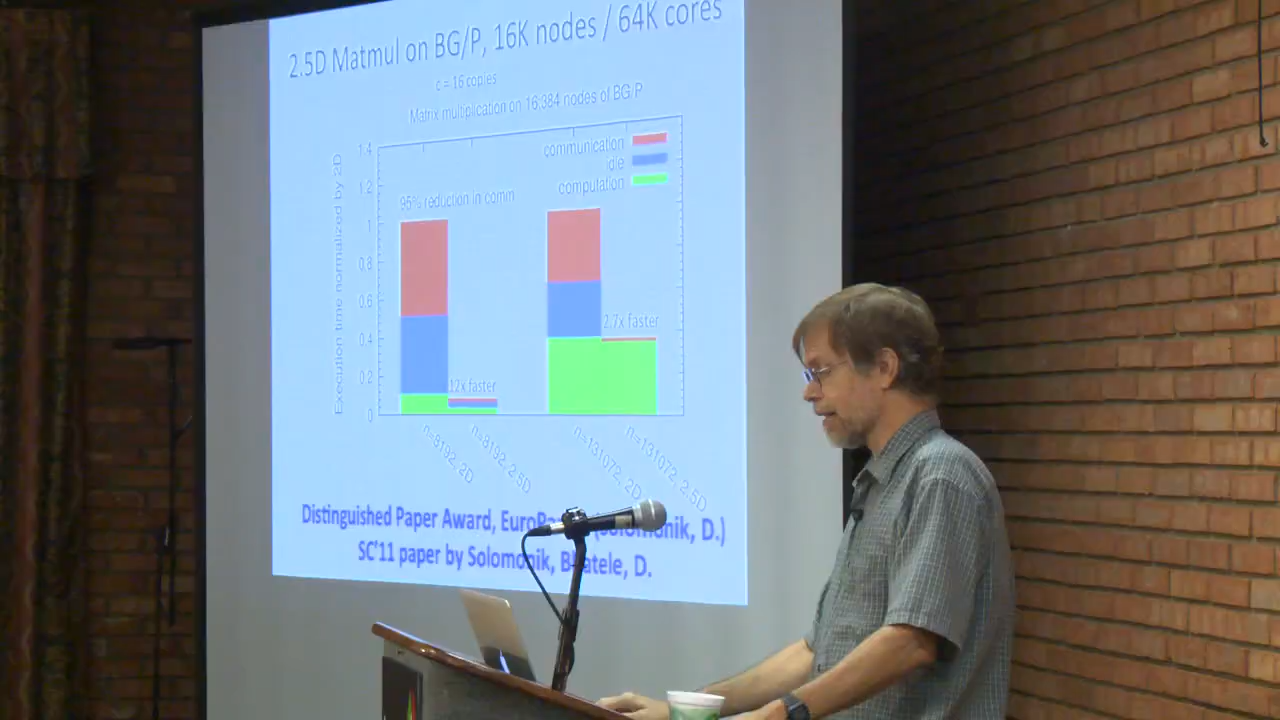 2.5D Matmul on BG/P, 16K nodes / 64K cores
c = 16 copies
Matrix multiplication on 16,384 nodes of BG/P
Execution time normalized by 2D
1.4
1.2
1
0.8
0.6
0.4
0.2
0
communication
idle
computation
95% reduction in comm
12x faster
2.7x faster
n=8192, 2D
n=8192, 2.5D
n=131072, 2D
n=131072, 2.5D
Distinguished Paper Award, (Solomonik, D.)
SC'11 paper by Solomonik, D.